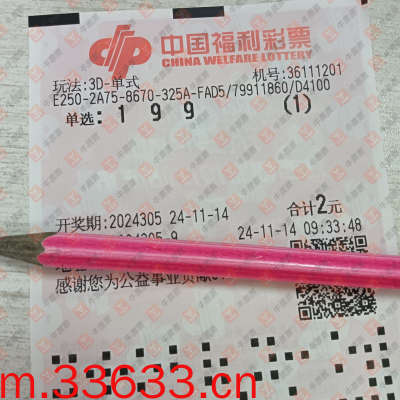 中国福利彩票
CHINA WELFARE LOTTERY
玩法:3D-单式 机号:36111201
E250-2A75-8670-325A-FAD5/79911860/D4100
单选: 1 9 9 (1)
合计2元
开奖期:2024305 24-11-14
24-11-14 09:33:48
感谢您为公益事业贡献
m.33633.cn